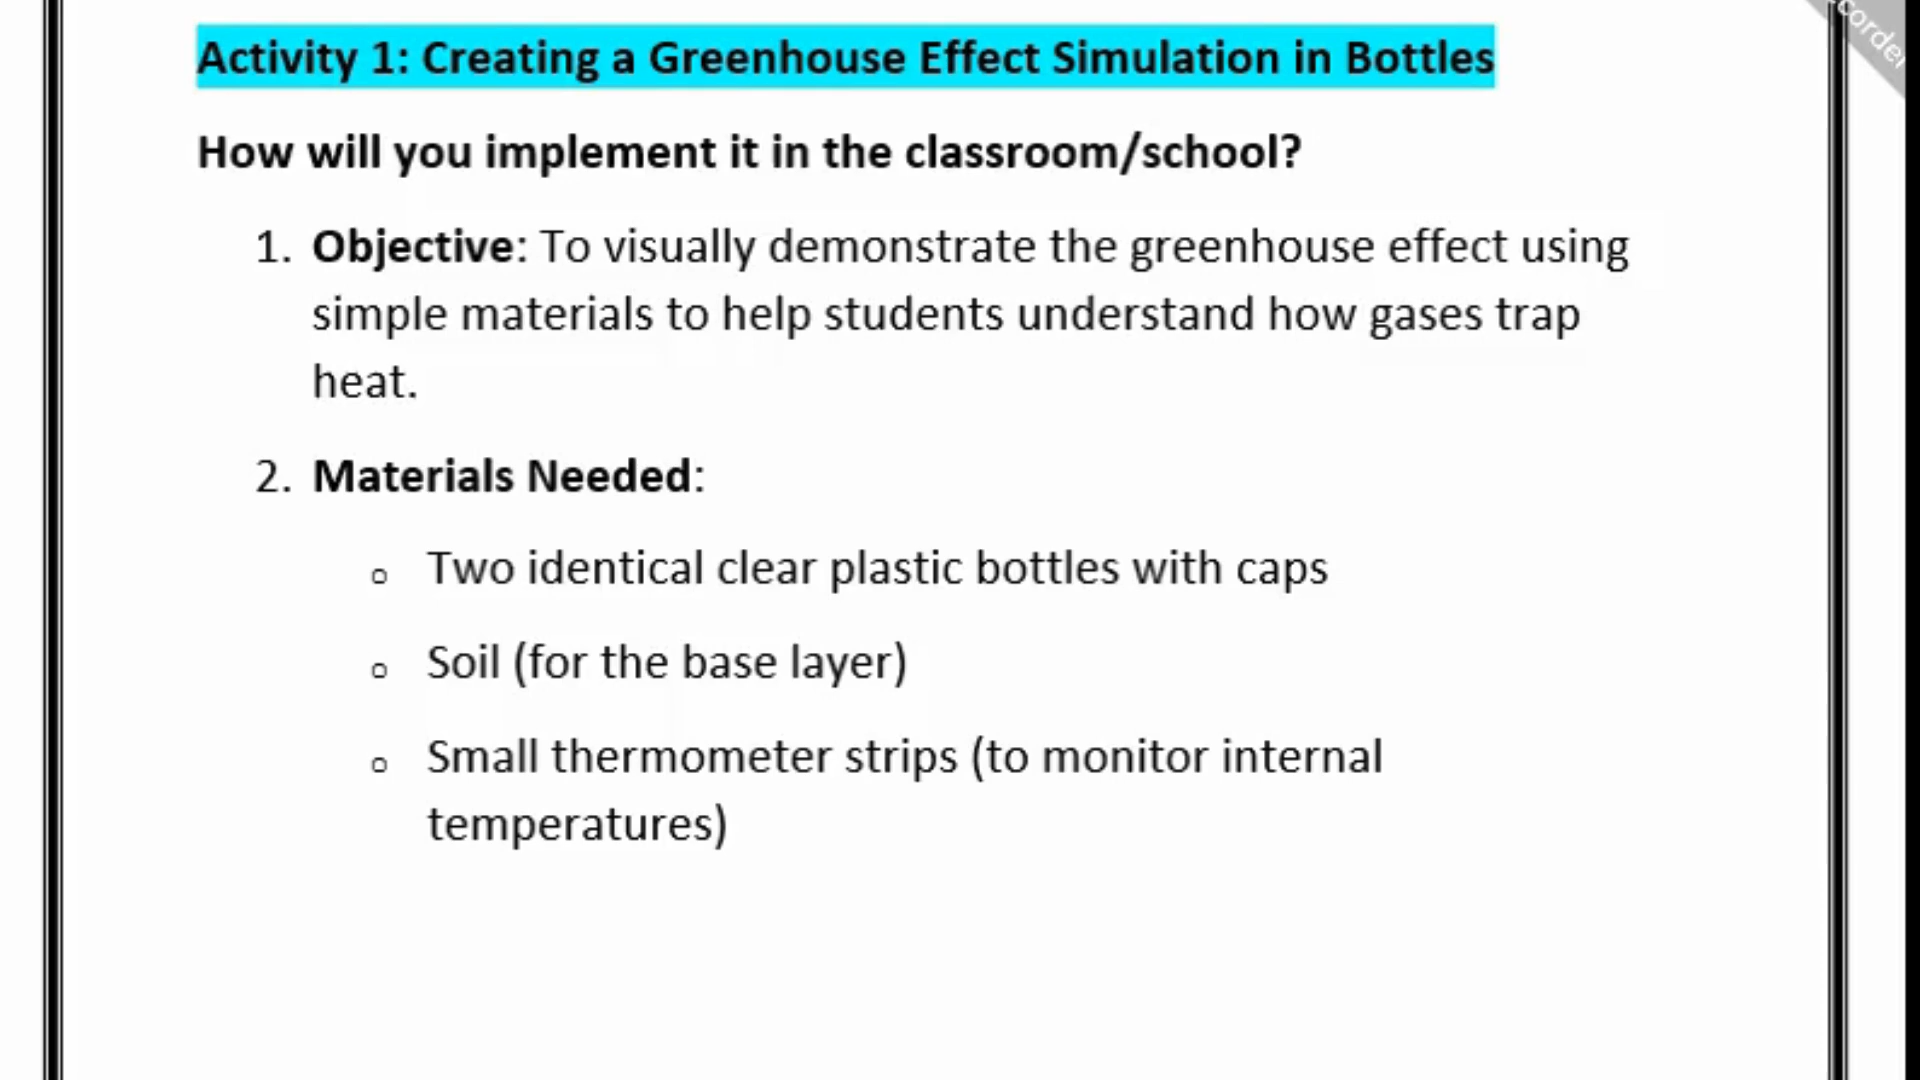 Activity 1: Creating a Greenhouse Effect Simulation in Bottles
How will you implement it in the classroom/school?
1. Objective: To visually demonstrate the greenhouse effect using
simple materials to help students understand how gases trap
heat.
2. Materials Needed:
o Two identical clear plastic bottles with caps
o Soil (for the base layer)
o Small thermometer strips (to monitor internal
temperatures)